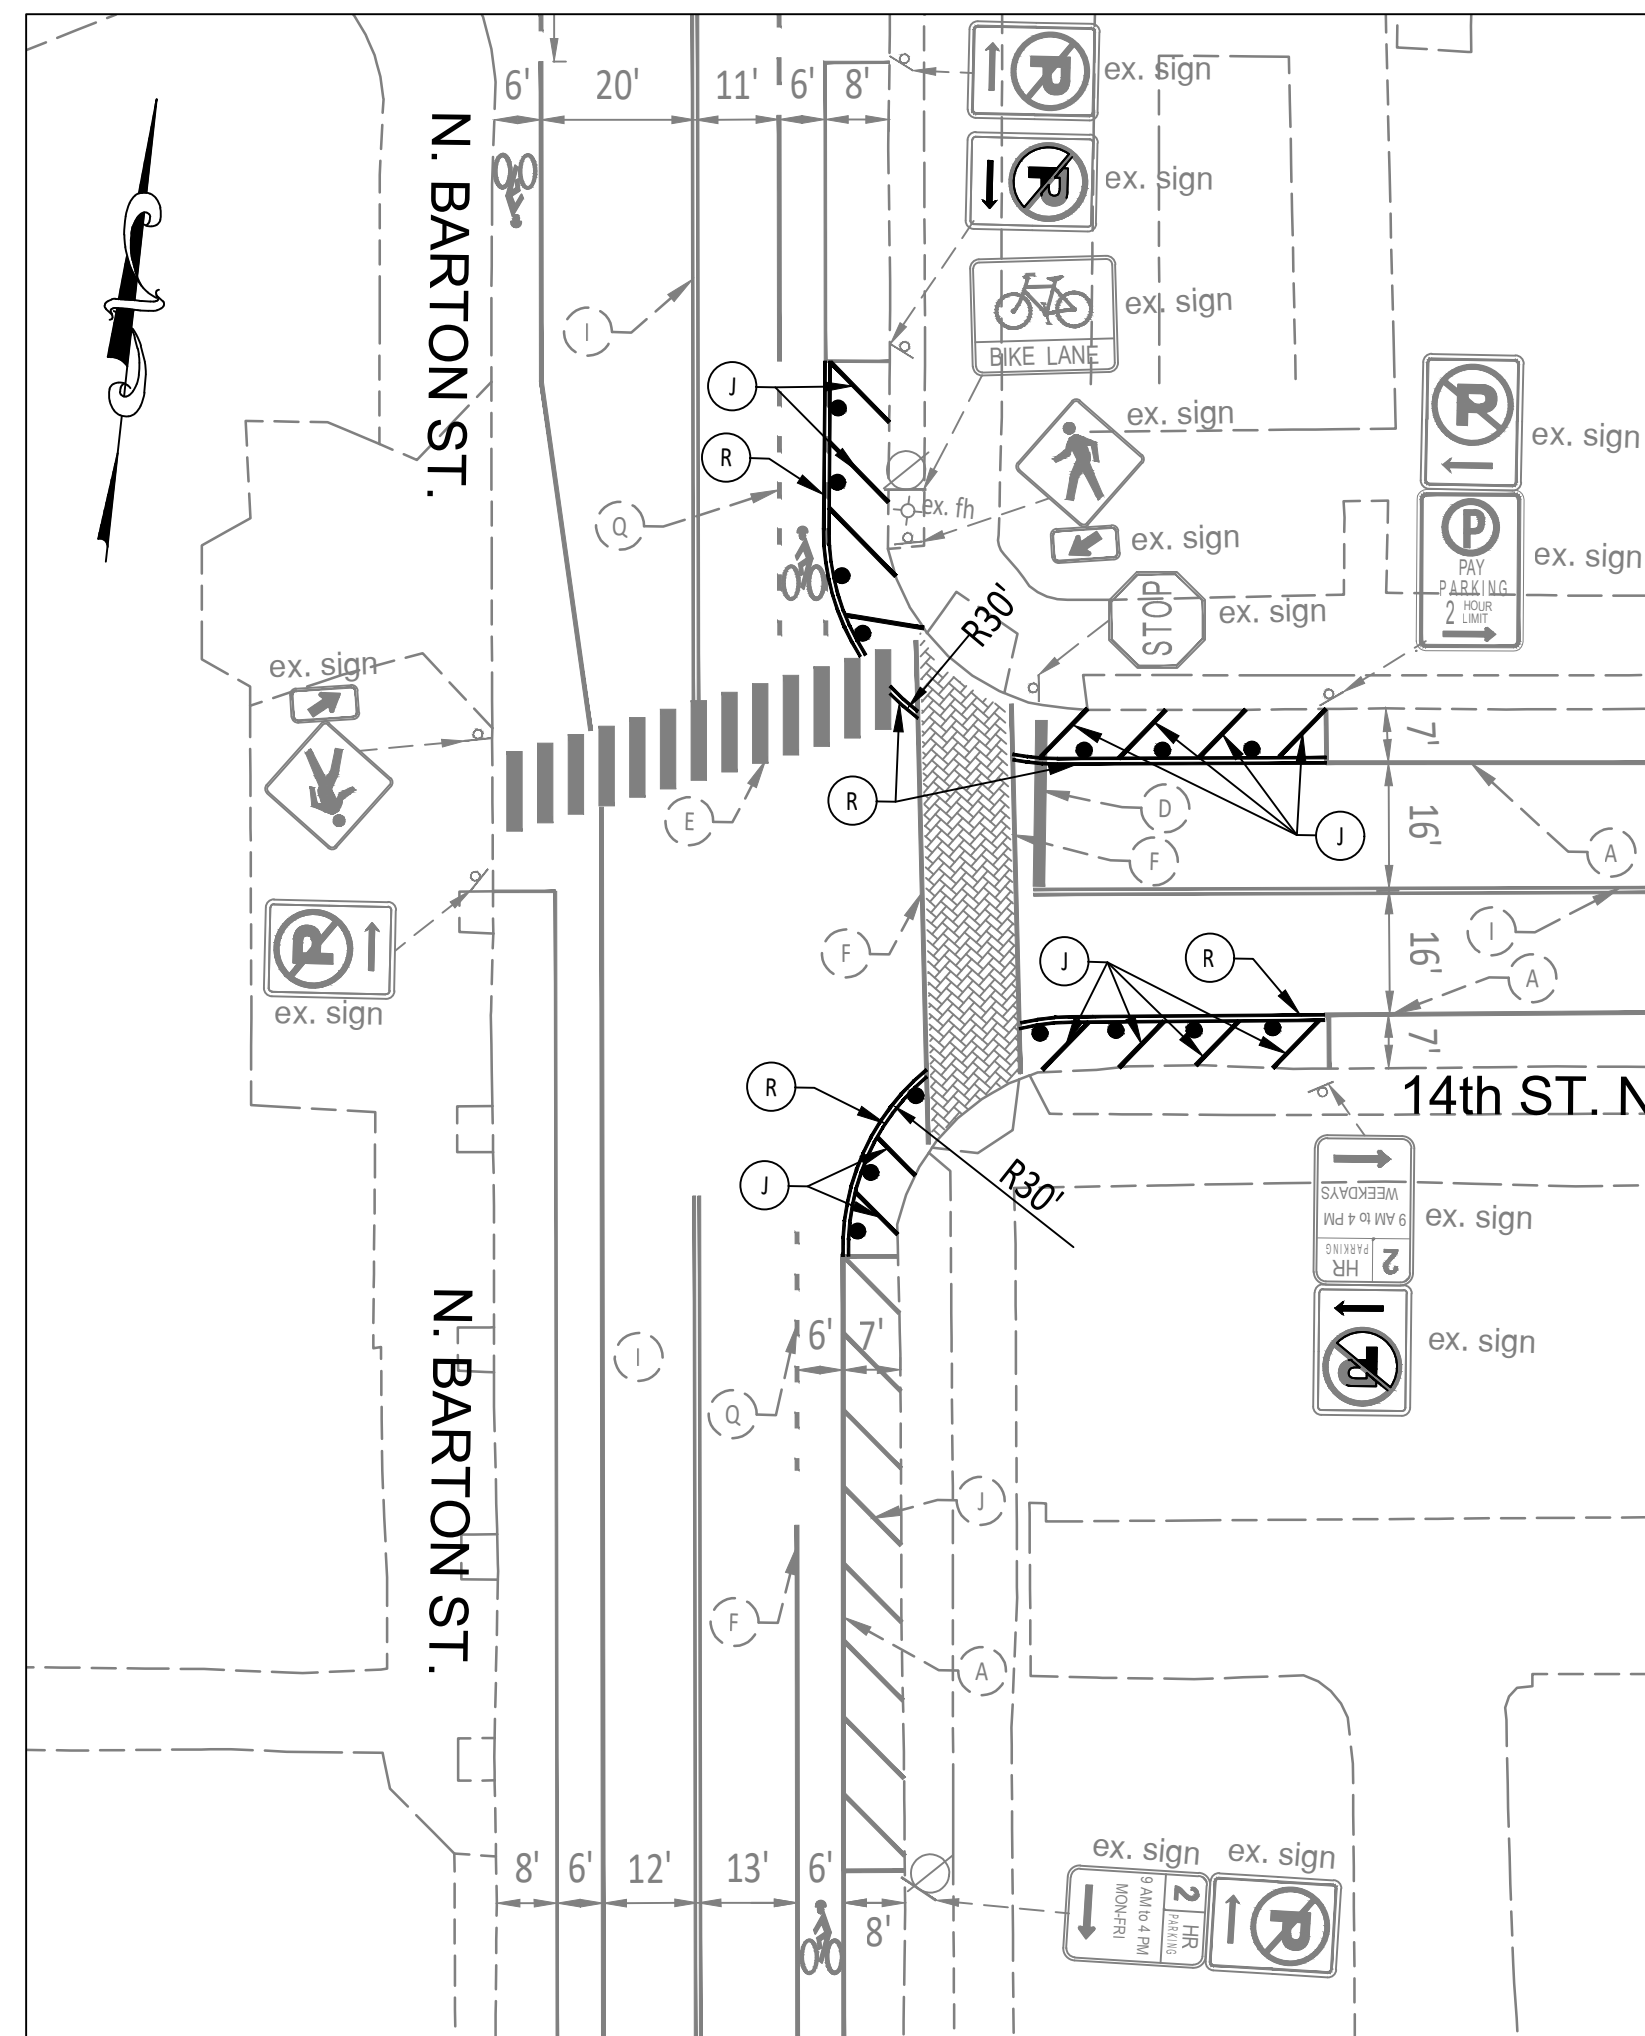 6'
20'
11'
6'
8'
P
ex. sign
N. BARTON ST.
P
ex. sign
BIKE LANE
ex. sign
I
J
R
Q
ex. fh
ex. sign
ex. sign
P
ex. sign
P
PAY
PARKING
2 HOUR
LIMIT
ex. sign
STOP
ex. sign
R30'
ex. sign
7'
R
E
D
F
J
16'
A
P
ex. sign
F
J
R
16'
I
A
7'
14th ST. N
R
J
R30'
WEEKDAYS
9 AM to 4 PM
2 HR
PARKING
ex. sign
P
ex. sign
N. BARTON ST.
I
6'
7'
Q
J
F
A
8'
6'
12'
13'
6'
8'
ex. sign
ex. sign
2 HR
PARKING
9 AM to 4 PM
MON-FRI
P